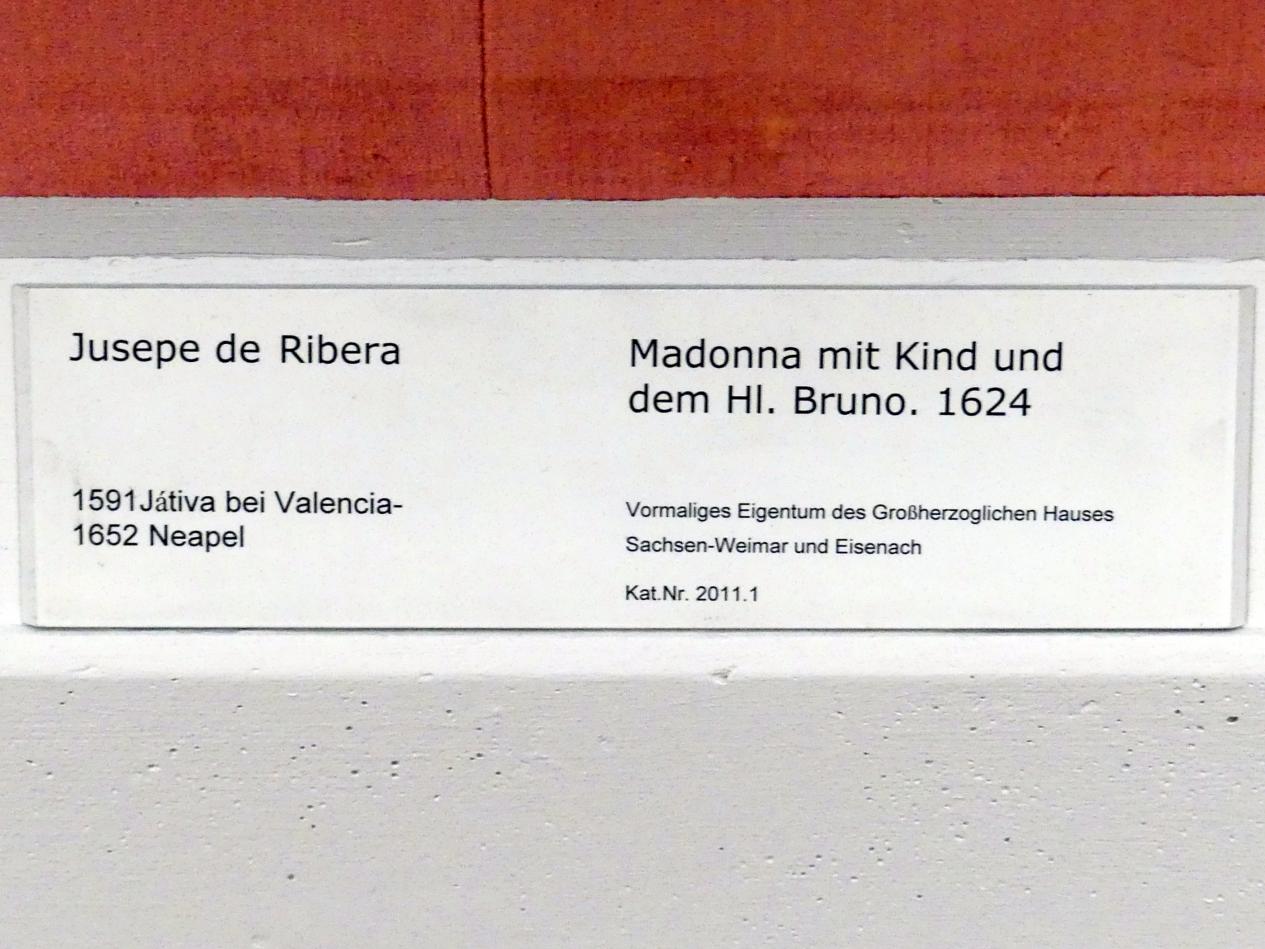 Jusepe de Ribera
1591Játiva bei Valencia-
1652 Neapel
Madonna mit Kind und
dem Hl. Bruno. 1624
Vormaliges Eigentum des Großherzoglichen Hauses
Sachsen-Weimar und Eisenach
Kat.Nr. 2011.1